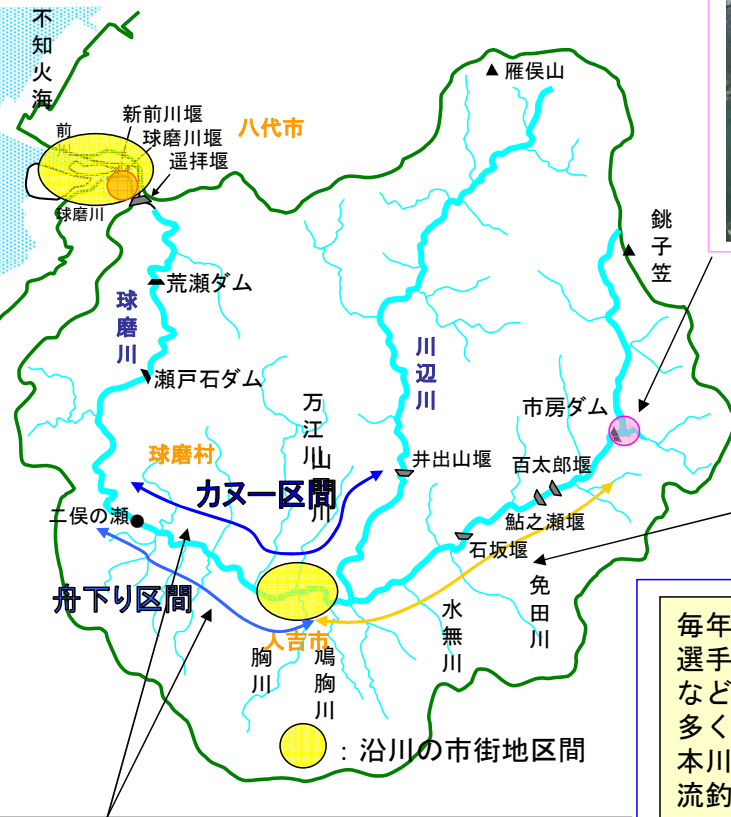 不知火海
雁俣山
新前川堰
前
球磨川堰
八代市
遥拝堰
球磨川
銚子笠
荒瀬ダム
球磨川
川辺川
瀬戸石ダム
市房ダム
万江川
山田川
球磨村
井出山堰
百太郎堰
カヌー区間
鮎之瀬堰
二俣の瀬
石坂堰
舟下り区間
免田川
水無川
人吉市
胸川
鳩胸川
：沿川の市街地区間
毎年
選手
など
多く
本川
流釣